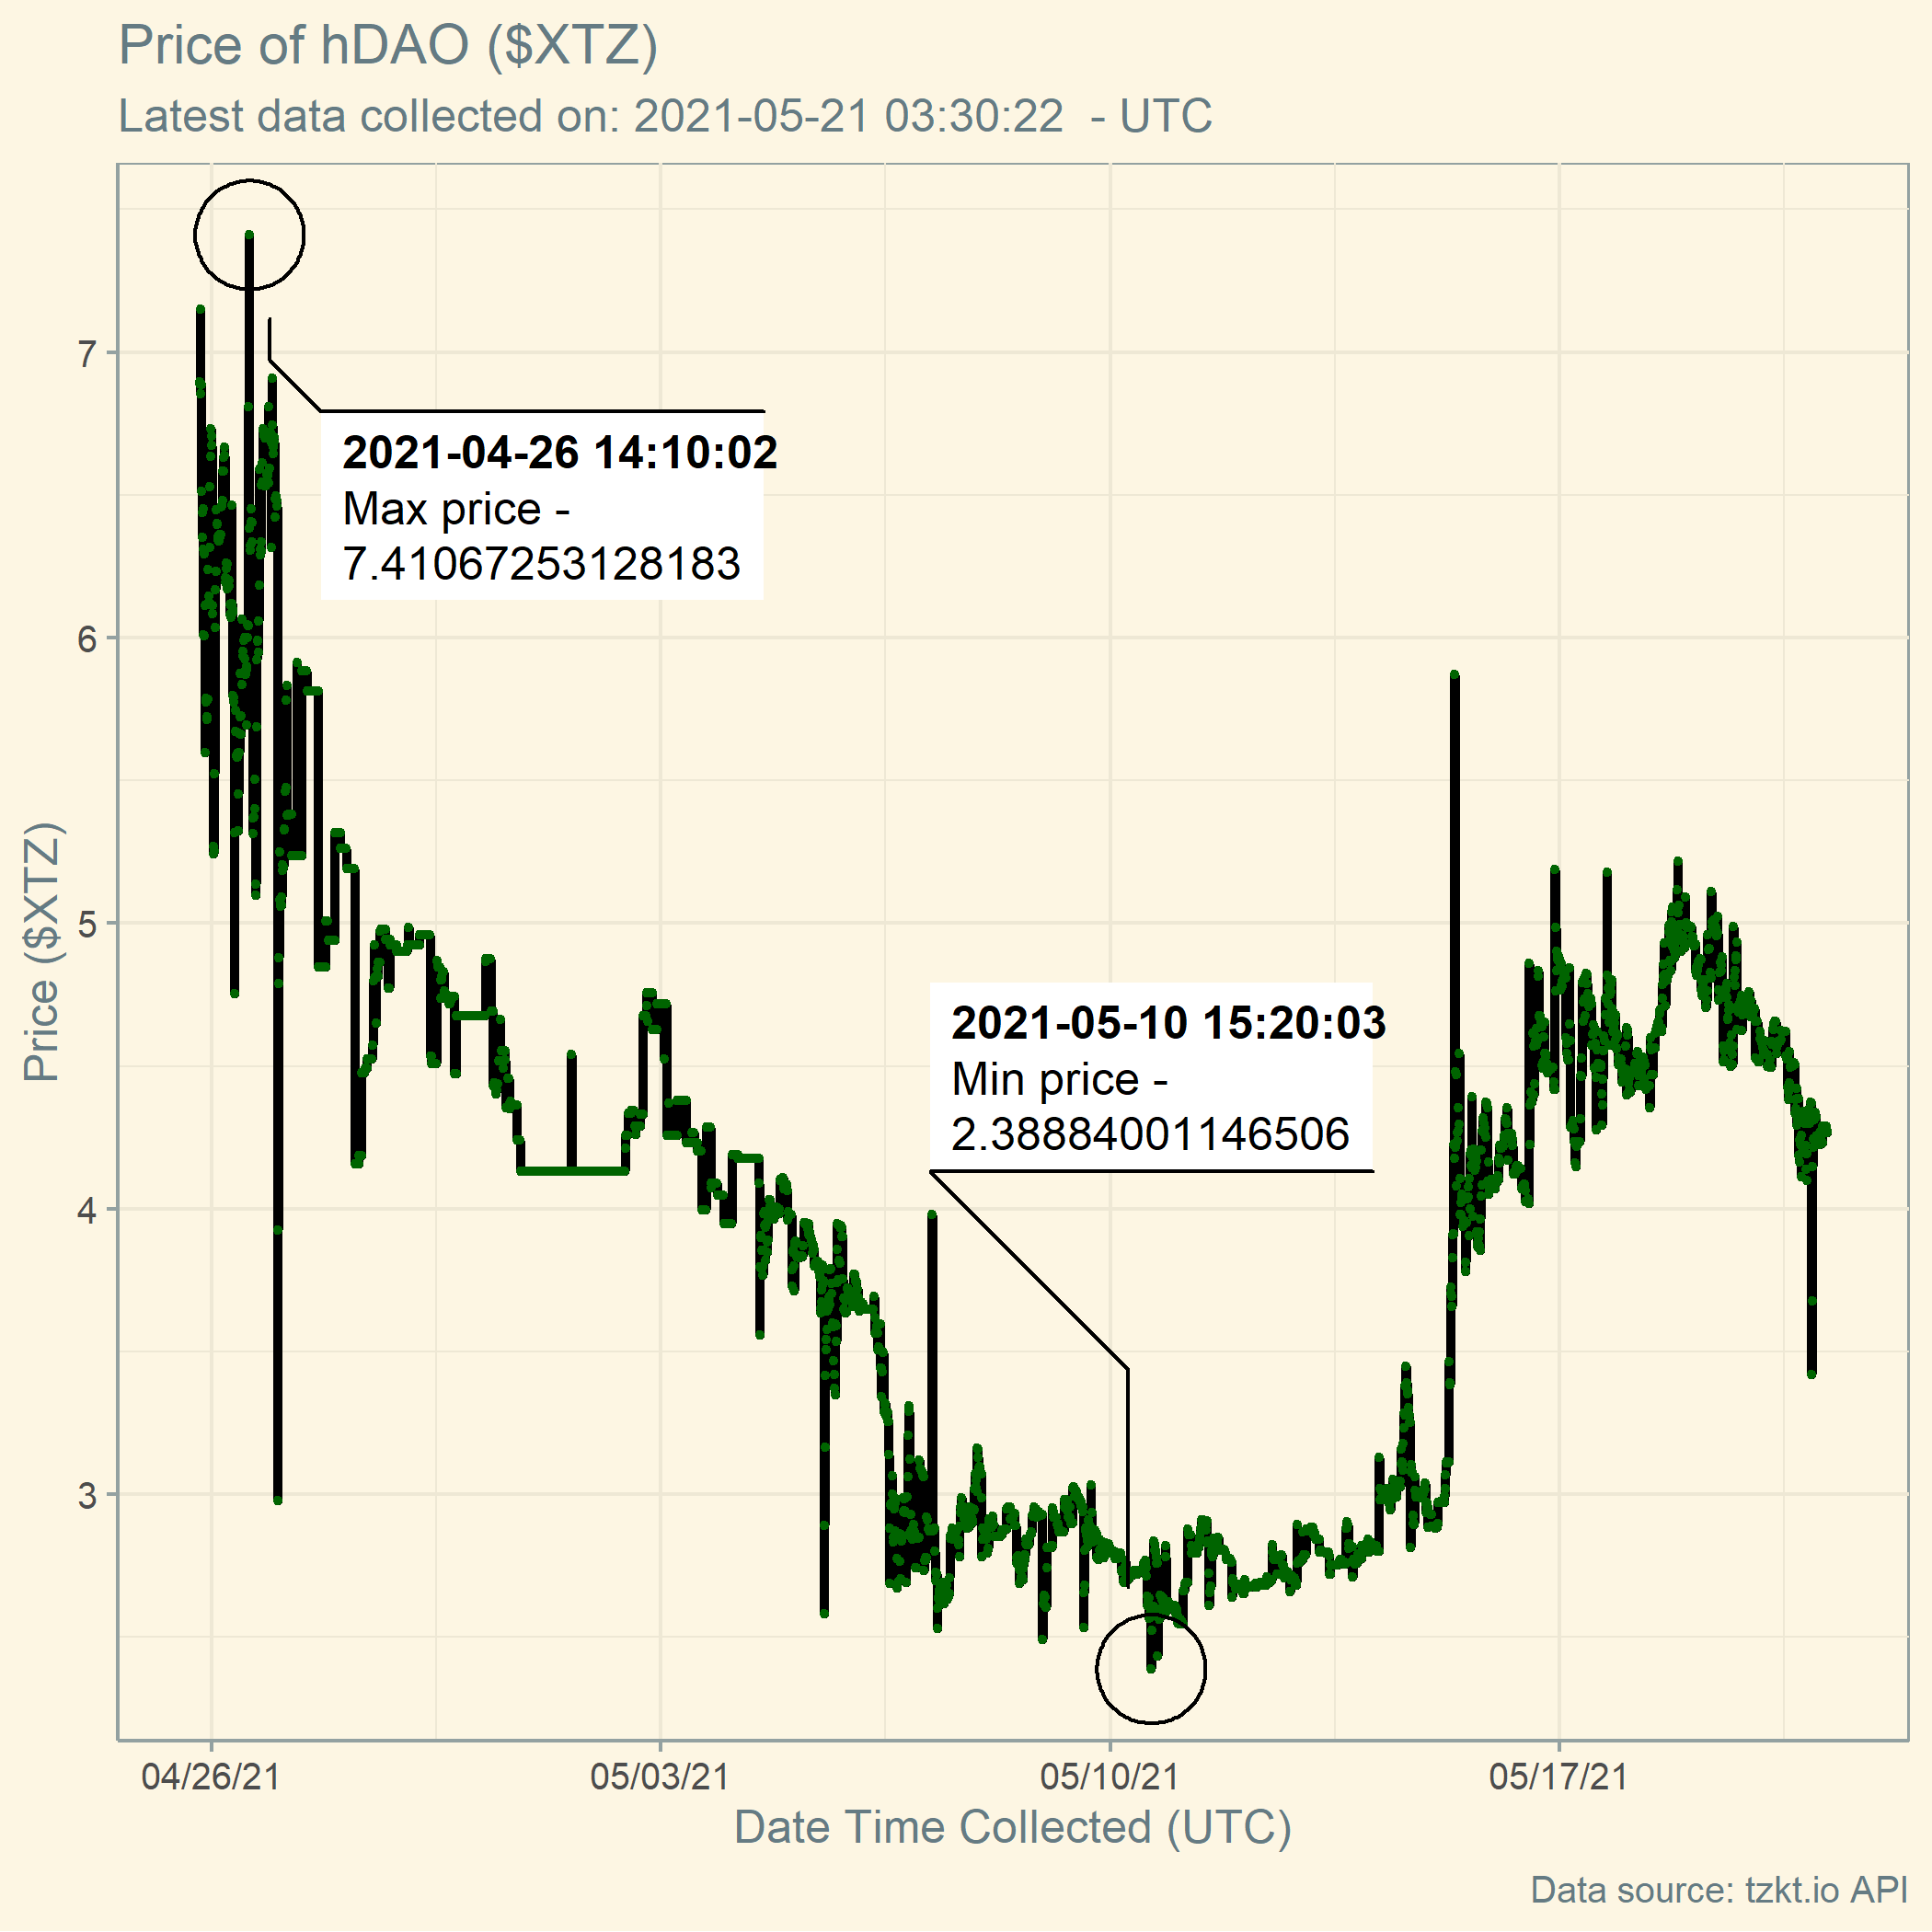 Price of hDAO ($XTZ)
Latest data collected on: 2021-05-21 03:30:22  - UTC
7
6
5
4
3
Price ($XTZ)
2021-04-26 14:10:02
Max price -
7.41067253128183
2021-05-10 15:20:03
Min price -
2.38884001146506
04/26/21
05/03/21
05/10/21
05/17/21
Date Time Collected (UTC)
Data source: tzkt.io API